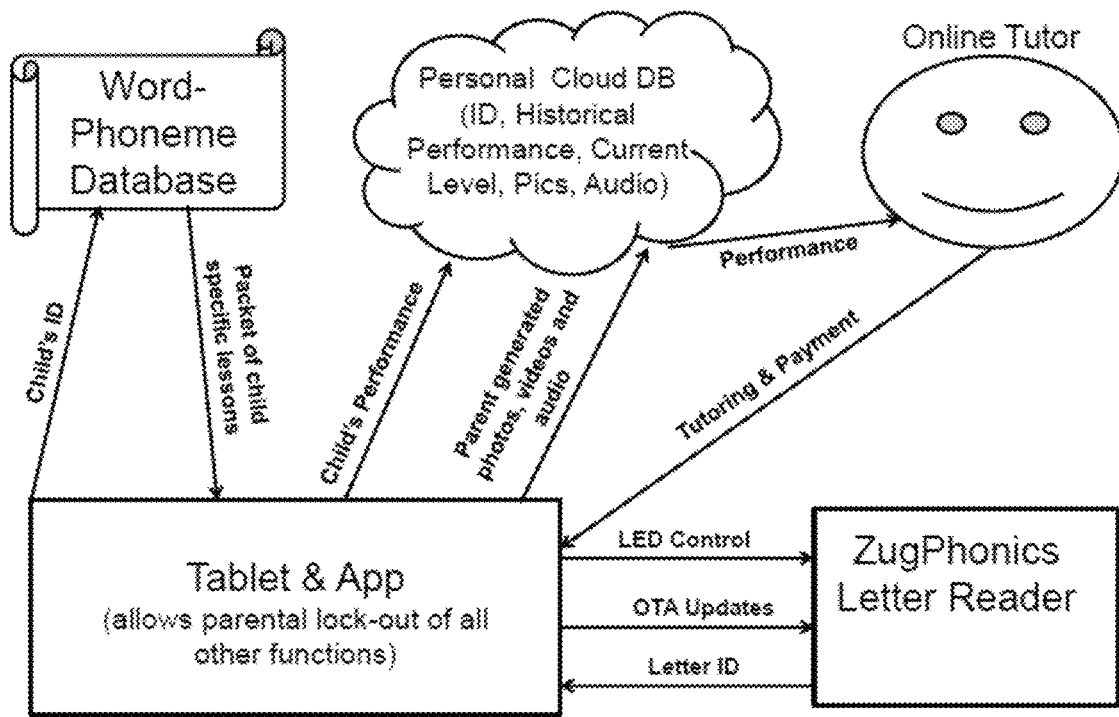 Word-
Phoneme
Database
Personal Cloud DB
(ID, Historical
Performance, Current
Level, Pics, Audio)
Online Tutor
Child's ID
Packet of child
specific lessons
Child's Performance
Parent generated
photos, videos and
audio
Performance
Tutoring & Payment
Tablet & App
(allows parental lock-out of all
other functions)
LED Control
OTA Updates
Letter ID
ZugPhonics
Letter Reader